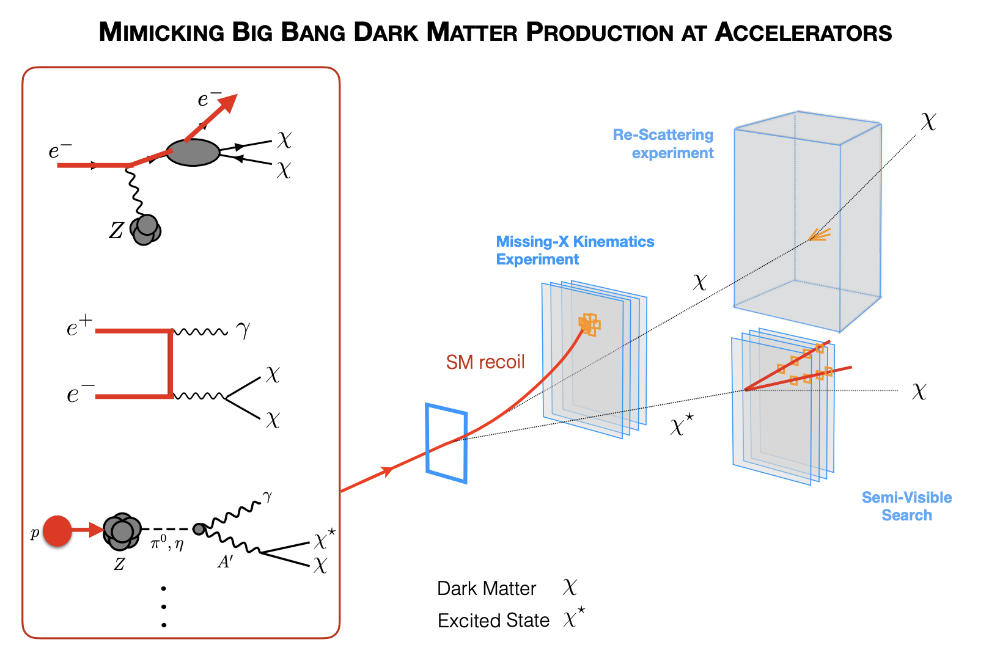 MIMICKING BIG BANG DARK MATTER PRODUCTION AT ACCELERATORS
e⁻
e⁻
χ
χ
Z
e⁺
γ
e⁻
χ
χ
γ
p
π⁰, η
χ*
Z
A′
χ
Re-Scattering
experiment
χ
Missing-X Kinematics
Experiment
χ
SM recoil
χ
χ*
Semi-Visible
Search
Dark Matter χ
Excited State χ*